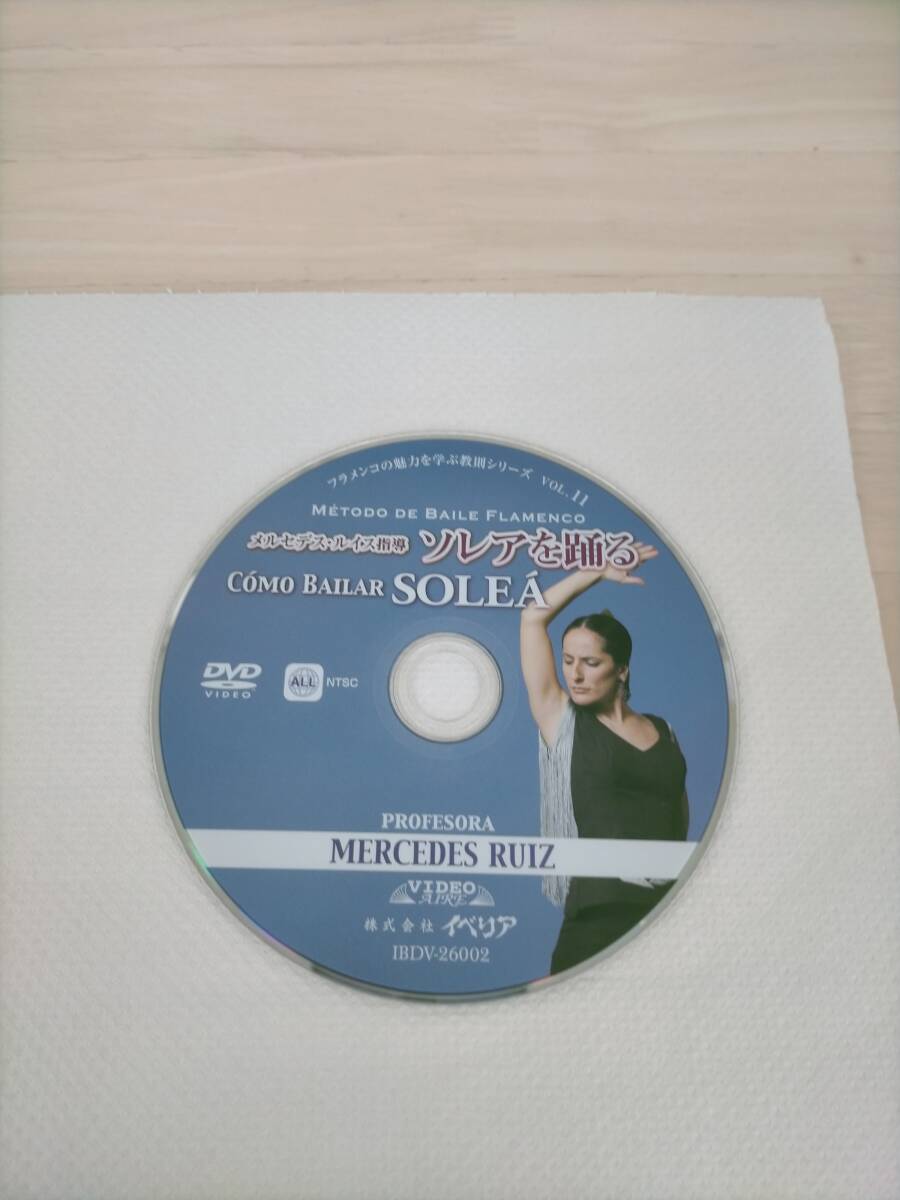 フラメンコの魅力を学ぶ教則シリーズ VOL. 11
MÉTODO DE BAILE FLAMENCO
メルセデス・ルイス指導 ソレアを踊る
CÓMO BAILAR SOLEÁ
DVD
VIDEO
ALL NTSC
PROFESORA
MERCEDES RUIZ
VIDEO
AIRE
株式会社 イベリア
IBDV-26002